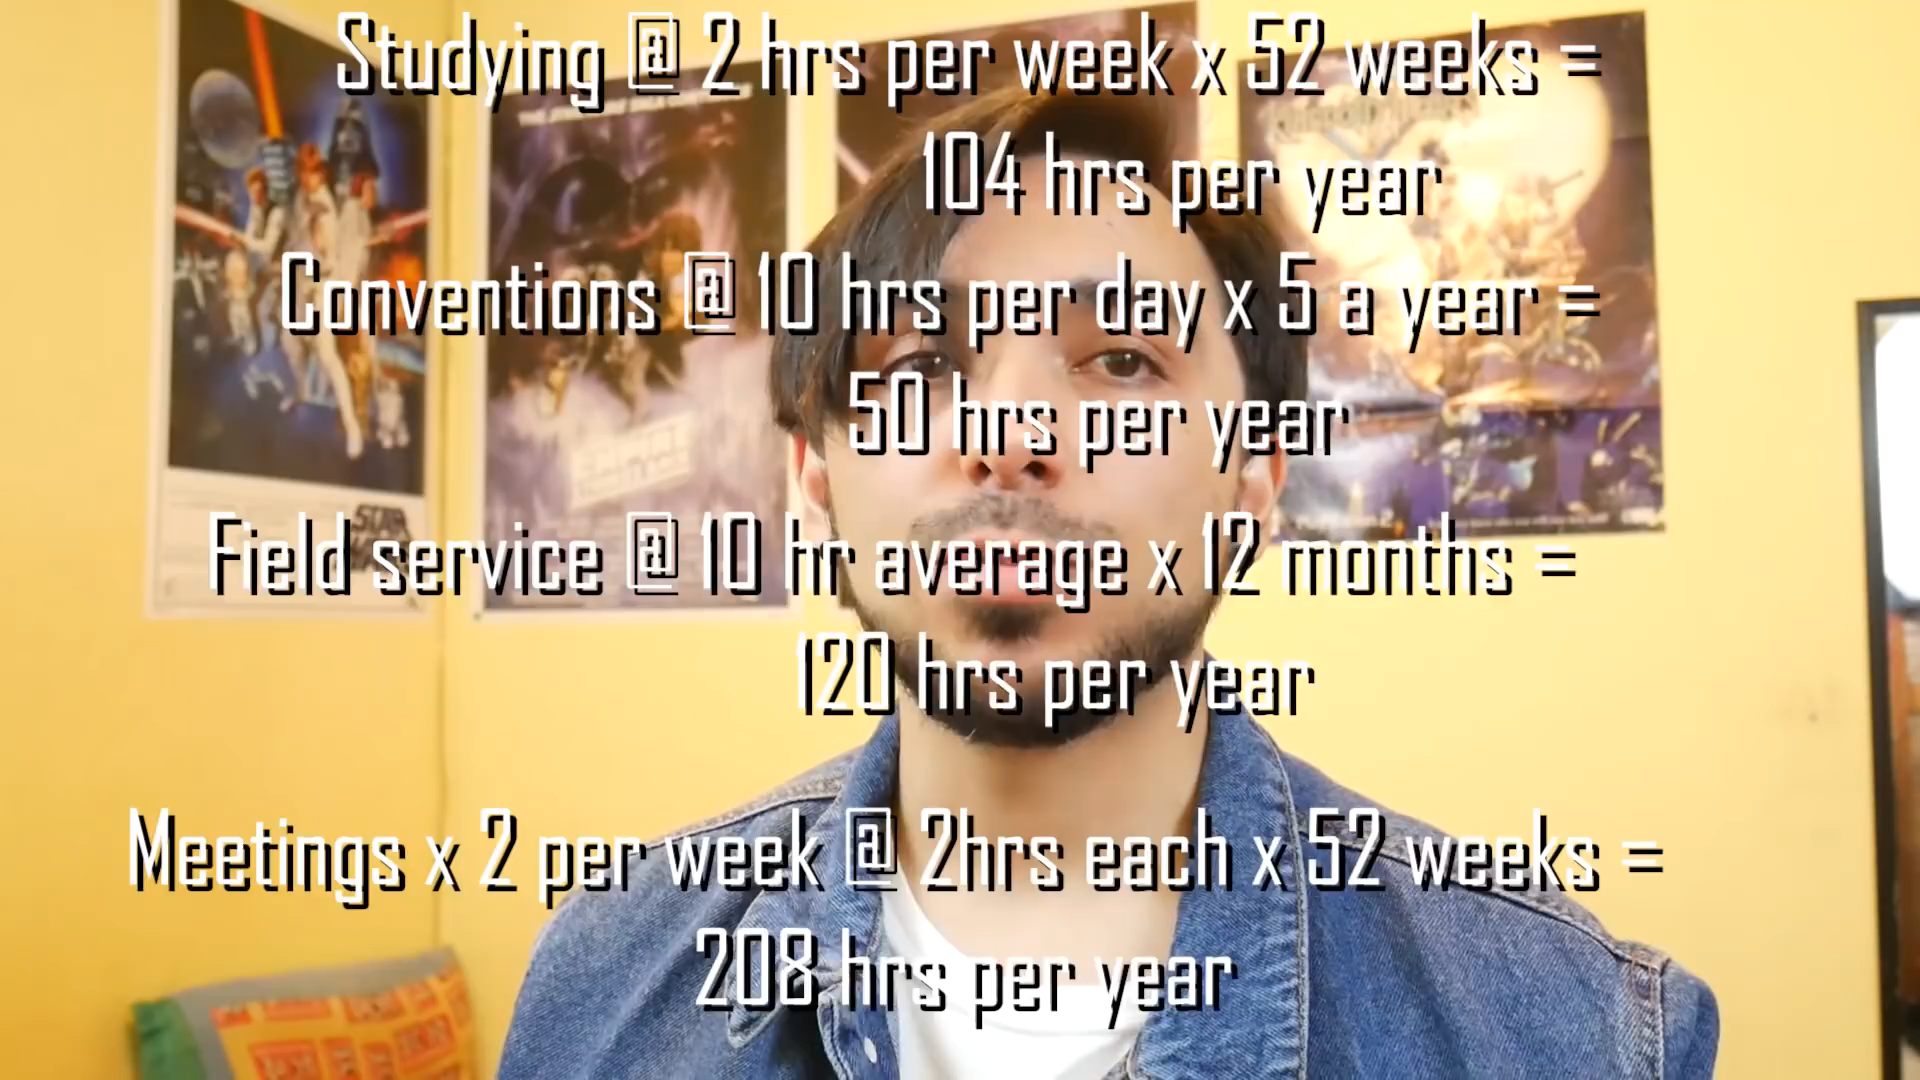 Studying @ 2 hrs per week x 52 weeks =
104 hrs per year
Conventions @ 10 hrs per day x 5 a year =
50 hrs per year
Field service @ 10 hr average x 12 months =
120 hrs per year
Meetings x 2 per week @ 2hrs each x 52 weeks =
208 hrs per year
EMPIRE
STAR